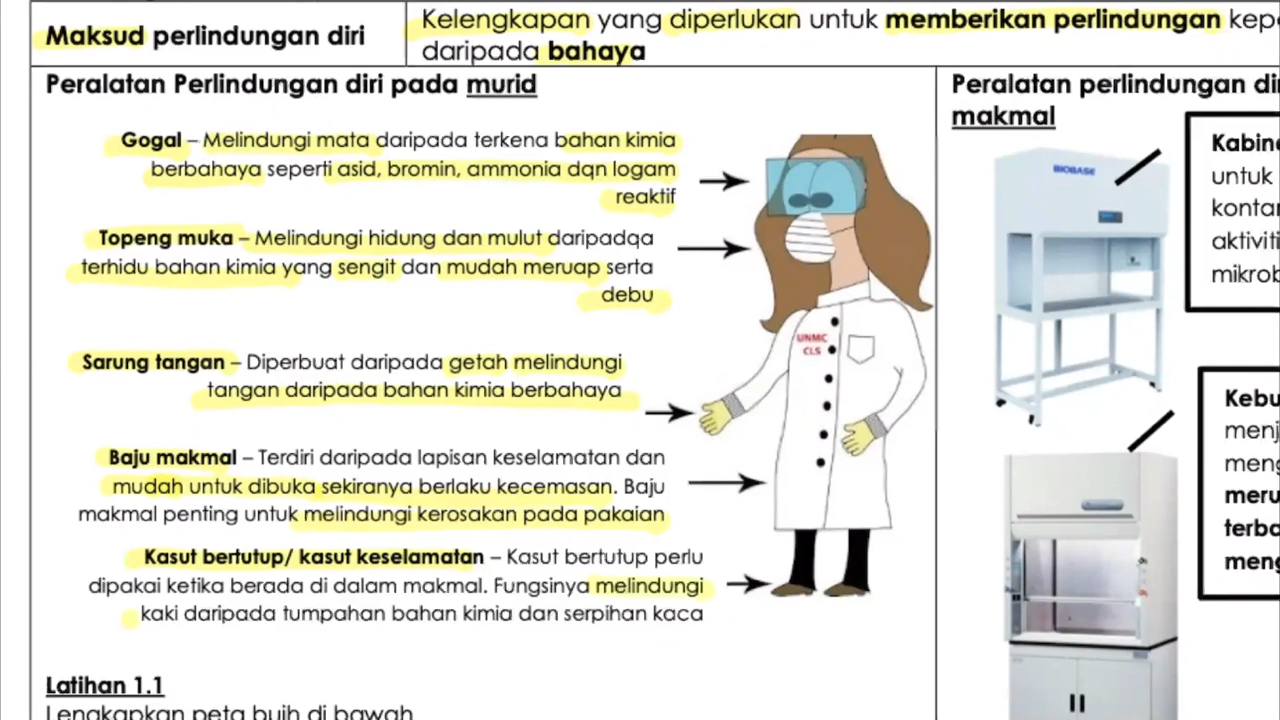 Maksud perlindungan diri
Kelengkapan yang diperlukan untuk memberikan perlindungan
daripada bahaya
Peralatan Perlindungan diri pada murid
Gogal – Melindungi mata daripada terkena bahan kimia
berbahaya seperti asid, bromin, ammonia dqn logam
reaktif
Topeng muka – Melindungi hidung dan mulut daripadqa
terhidu bahan kimia yang sengit dan mudah meruap serta
debu
Sarung tangan – Diperbuat daripada getah melindungi
tangan daripada bahan kimia berbahaya
Baju makmal – Terdiri daripada lapisan keselamatan dan
mudah untuk dibuka sekiranya berlaku kecemasan. Baju
makmal penting untuk melindungi kerosakan pada pakaian
Kasut bertutup/ kasut keselamatan – Kasut bertutup perlu
dipakai ketika berada di dalam makmal. Fungsinya melindungi
kaki daripada tumpahan bahan kimia dan serpihan kaca
UNMC
CLS
Latihan 1.1
Lengkapkan peta buih di bawah
Peralatan perlindungan
makmal
BIOBASE
untuk